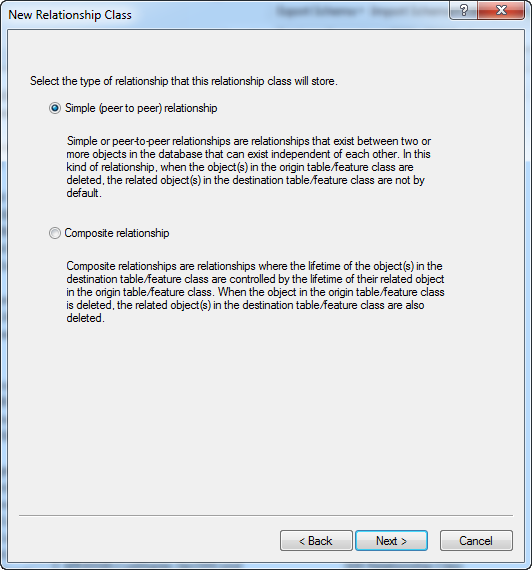 New Relationship Class
Select the type of relationship that this relationship class will store.
Simple (peer to peer) relationship
Simple or peer-to-peer relationships are relationships that exist between two or
more objects in the database that can exist independent of each other. In this
kind of relationship, when the object(s) in the origin table/feature class are
deleted, the related object(s) in the destination table/feature class are not by
default.
Composite relationship
Composite relationships are relationships where the lifetime of the object(s) in the
destination table/feature class are controlled by the lifetime of their related object
in the origin table/feature class. When the object in the origin table/feature class
is deleted, the related object(s) in the destination table/feature class are also
deleted.
< Back
Next >
Cancel